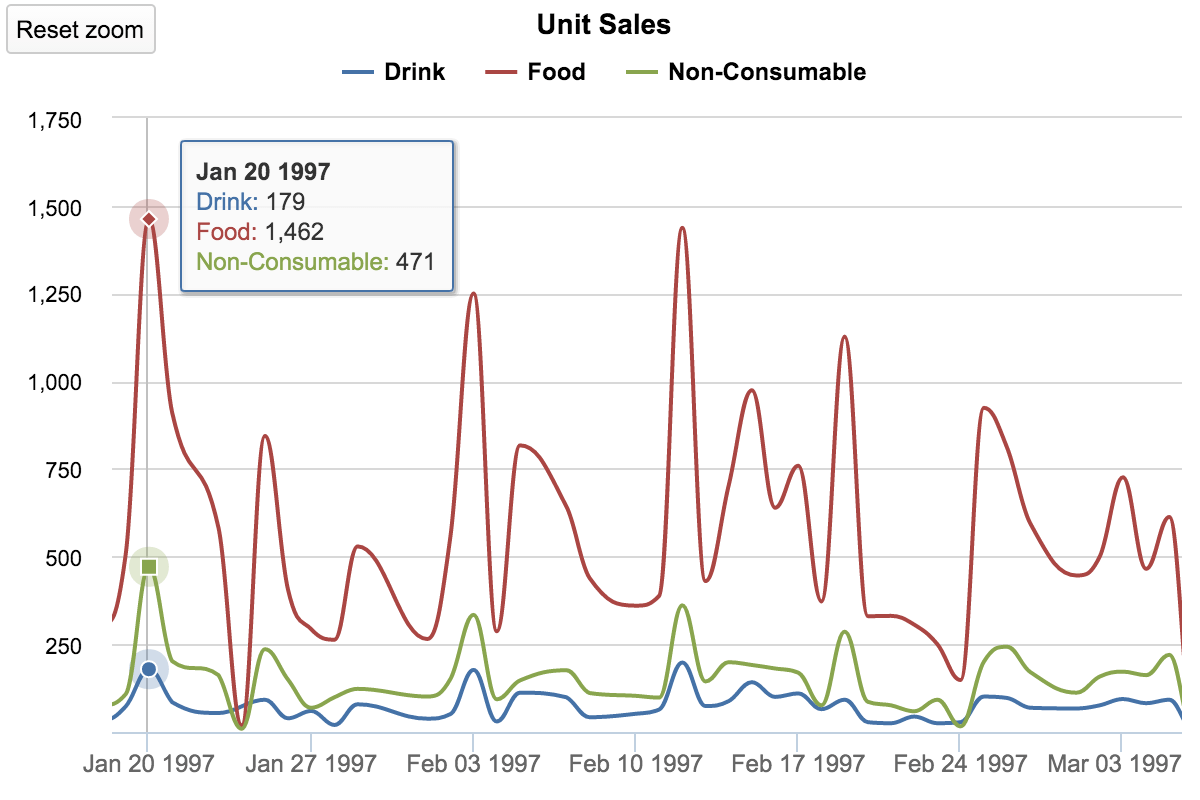 Reset zoom
Unit Sales
Drink Food Non-Consumable
1,750
1,500
1,250
1,000
750
500
250
Jan 20 1997
Drink: 179
Food: 1,462
Non-Consumable: 471
Jan 20 1997 Jan 27 1997 Feb 03 1997 Feb 10 1997 Feb 17 1997 Feb 24 1997 Mar 03 1997